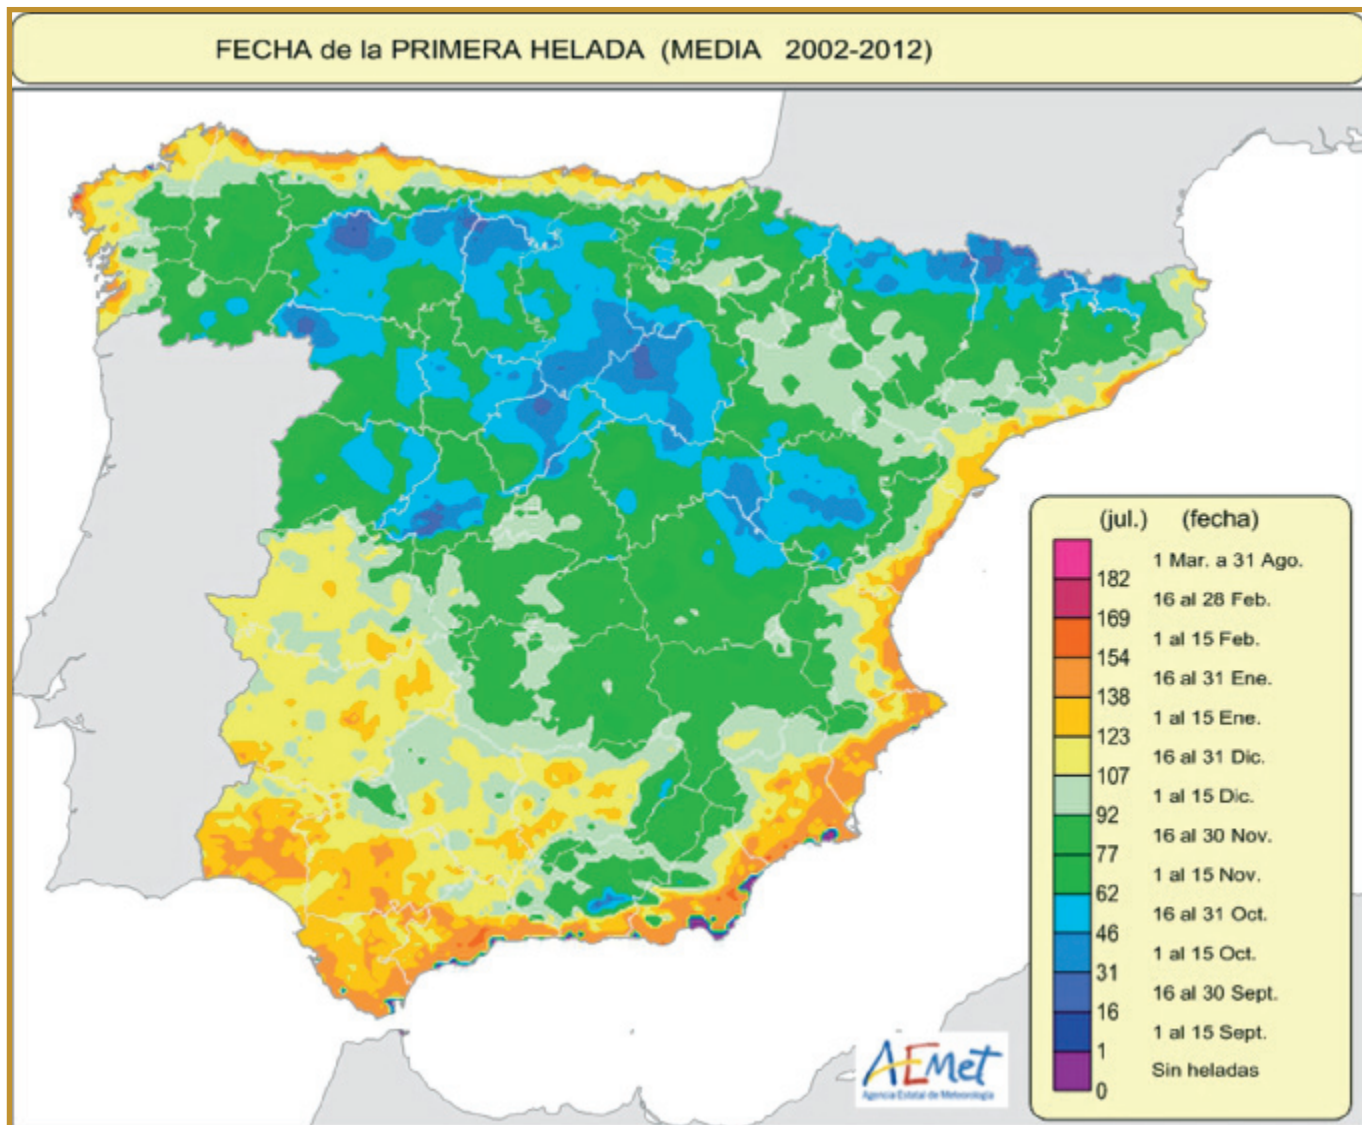 FECHA de la PRIMERA HELADA (MEDIA 2002-2012)
(jul.) (fecha)
1 Mar. a 31 Ago.
182
16 al 28 Feb.
169
1 al 15 Feb.
154
16 al 31 Ene.
138
1 al 15 Ene.
123
16 al 31 Dic.
107
1 al 15 Dic.
92
16 al 30 Nov.
77
1 al 15 Nov.
62
16 al 31 Oct.
46
1 al 15 Oct.
31
16 al 30 Sept.
16
1 al 15 Sept.
1
Sin heladas
0
AEMet
Agencia Estatal de Meteorología